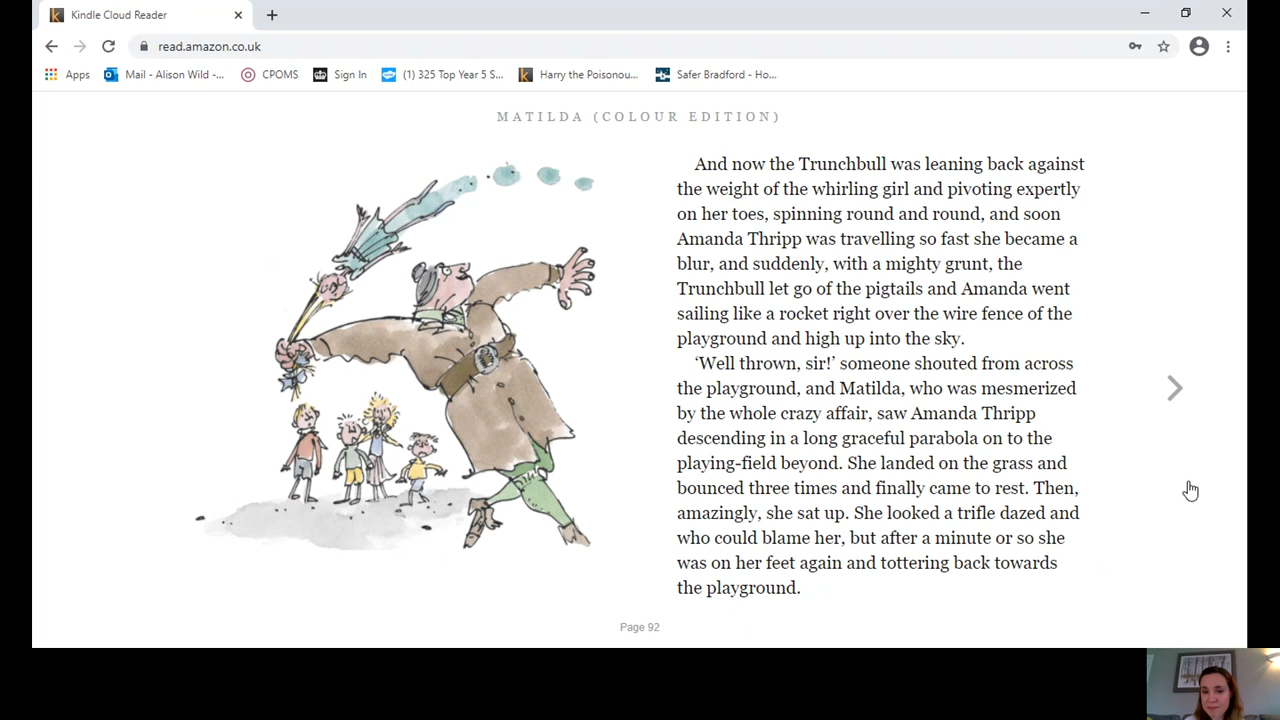 Kindle Cloud Reader
read.amazon.co.uk
Apps
Mail - Alison Wild -...
CPOMS
Sign In
(1) 325 Top Year 5 S...
Harry the Poisonou...
Safer Bradford - Ho...
MATILDA (COLOUR EDITION)
And now the Trunchbull was leaning back against
the weight of the whirling girl and pivoting expertly
on her toes, spinning round and round, and soon
Amanda Thripp was travelling so fast she became a
blur, and suddenly, with a mighty grunt, the
Trunchbull let go of the pigtails and Amanda went
sailing like a rocket right over the wire fence of the
playground and high up into the sky.
‘Well thrown, sir!’ someone shouted from across
the playground, and Matilda, who was mesmerized
by the whole crazy affair, saw Amanda Thripp
descending in a long graceful parabola on to the
playing-field beyond. She landed on the grass and
bounced three times and finally came to rest. Then,
amazingly, she sat up. She looked a trifle dazed and
who could blame her, but after a minute or so she
was on her feet again and tottering back towards
the playground.
Page 92